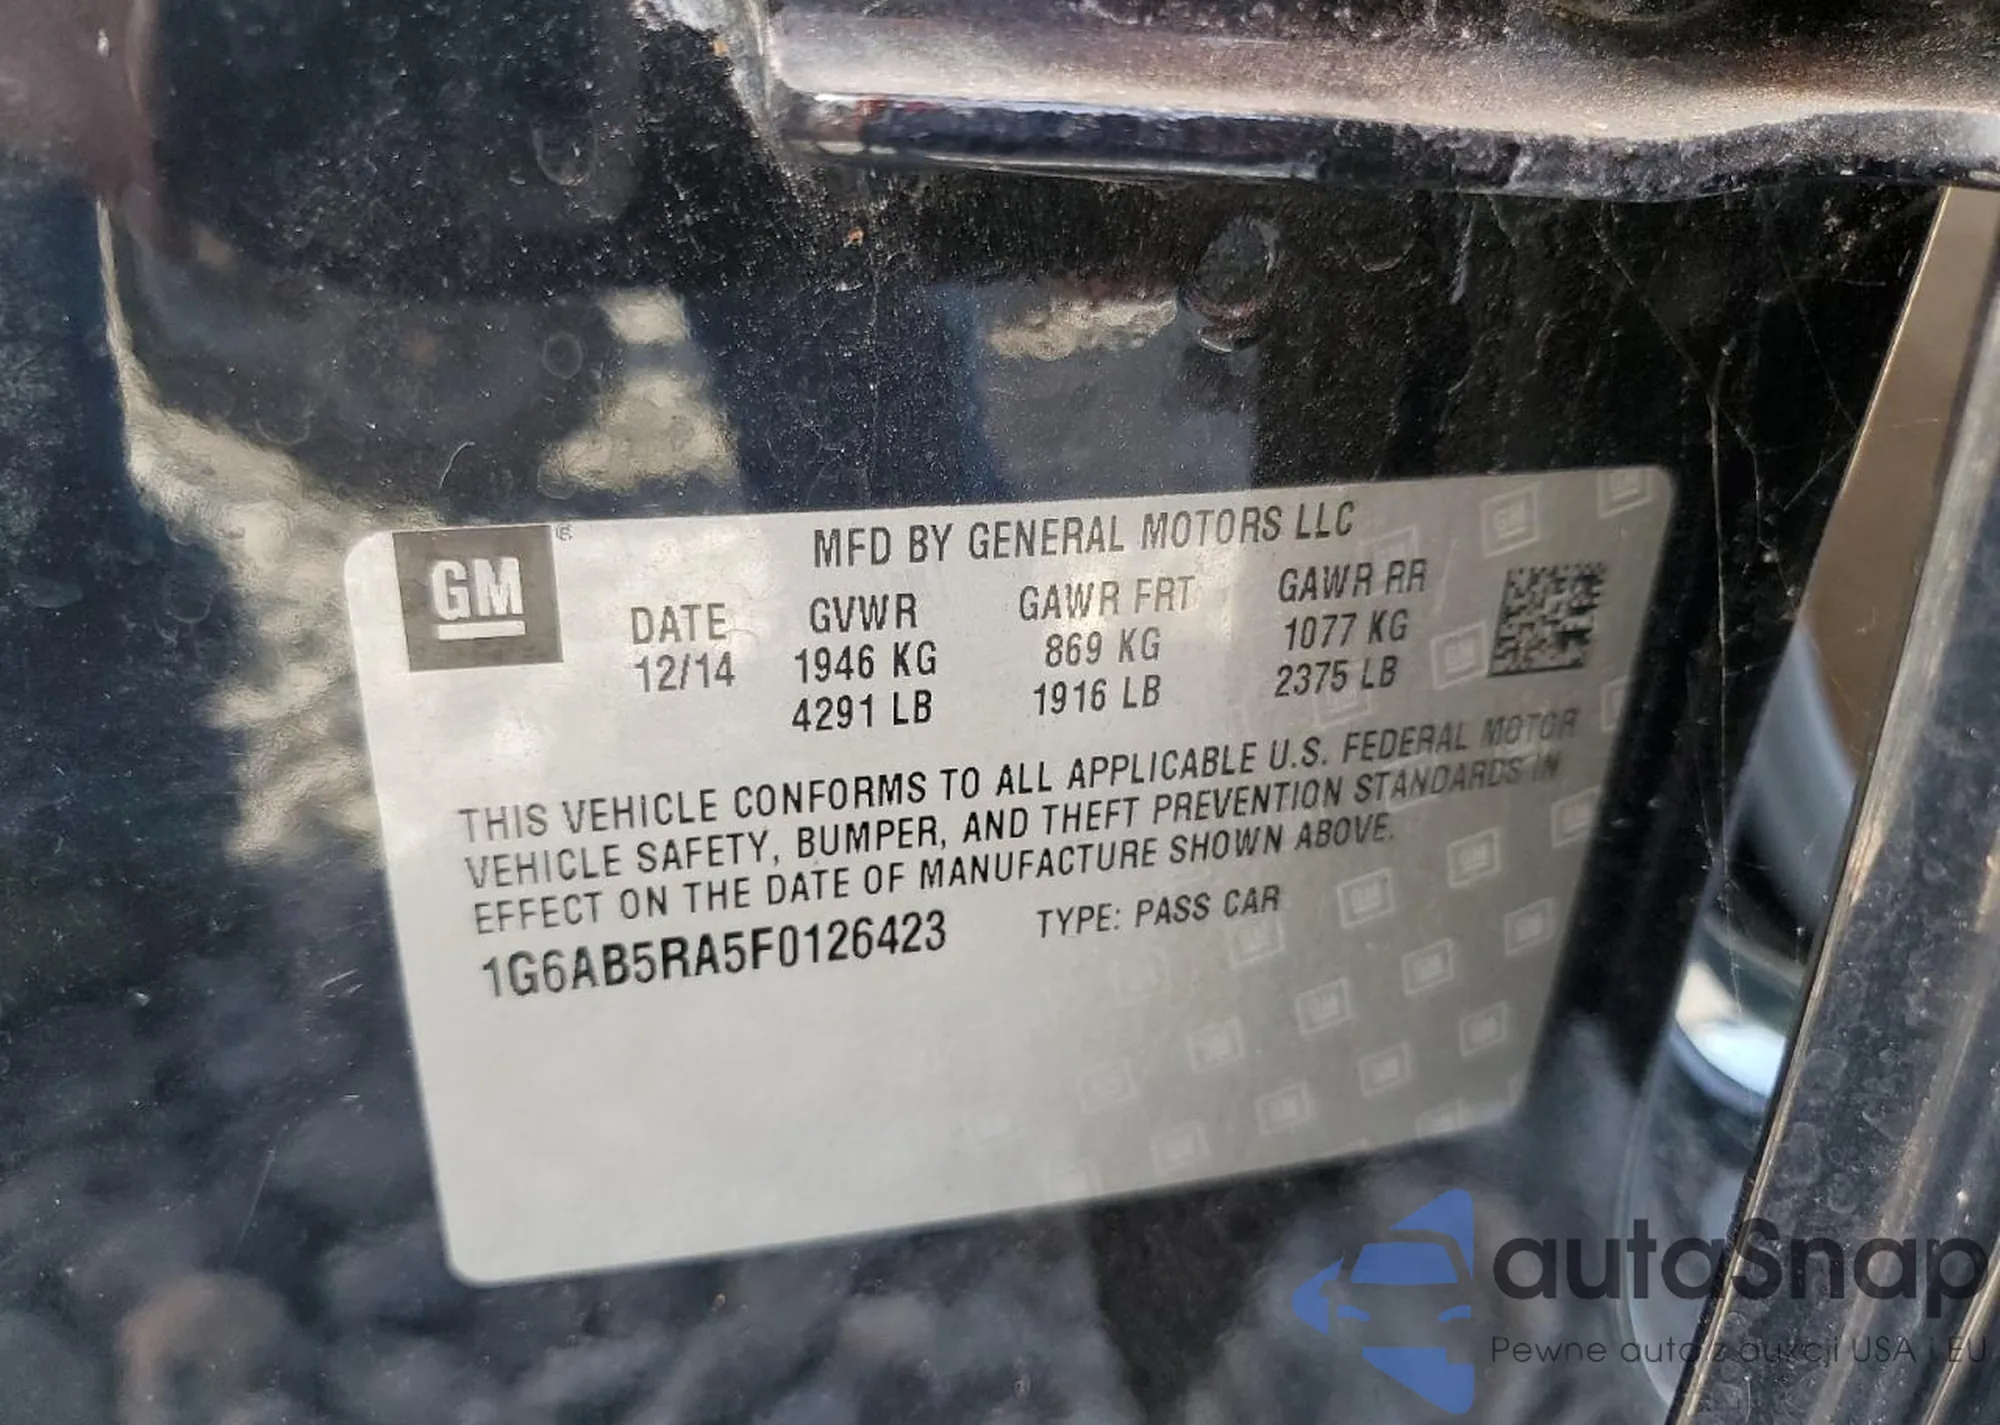 GM
MFD BY GENERAL MOTORS LLC
DATE GVWR GAWR FRT GAWR RR
12/14 1946 KG 869 KG 1077 KG
4291 LB 1916 LB 2375 LB
THIS VEHICLE CONFORMS TO ALL APPLICABLE U.S. FEDERAL MOTOR
VEHICLE SAFETY, BUMPER, AND THEFT PREVENTION STANDARDS IN
EFFECT ON THE DATE OF MANUFACTURE SHOWN ABOVE.
1G6AB5RA5F0126423 TYPE: PASS CAR
autoSnap
Pewne auto z aukcji USA i EU